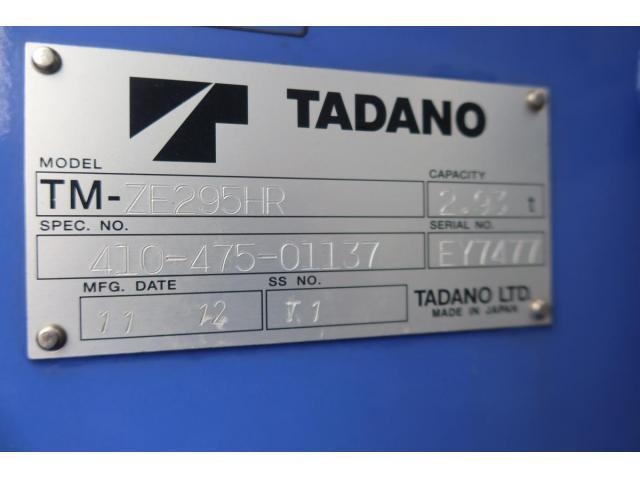 TADANO
MODEL
CAPACITY
TM-ZE295HR
2.93 t
SPEC. NO.
SERIAL NO.
410-475-01137
EY7477
MFG. DATE
SS NO.
11 12
T1
TADANO LTD.
MADE IN JAPAN